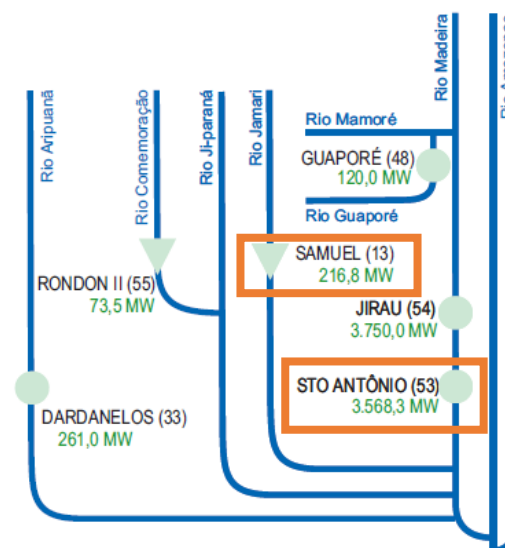 Rio Aripuanã
Rio Comemoração
Rio Ji-paraná
Rio Jamari
Rio Madeira
Rio Mamoré
GUAPORÉ (48)
120,0 MW
Rio Guaporé
SAMUEL (13)
216,8 MW
RONDON II (55)
73,5 MW
JIRAU (54)
3.750,0 MW
STO ANTÔNIO (53)
3.568,3 MW
DARDANELOS (33)
261,0 MW